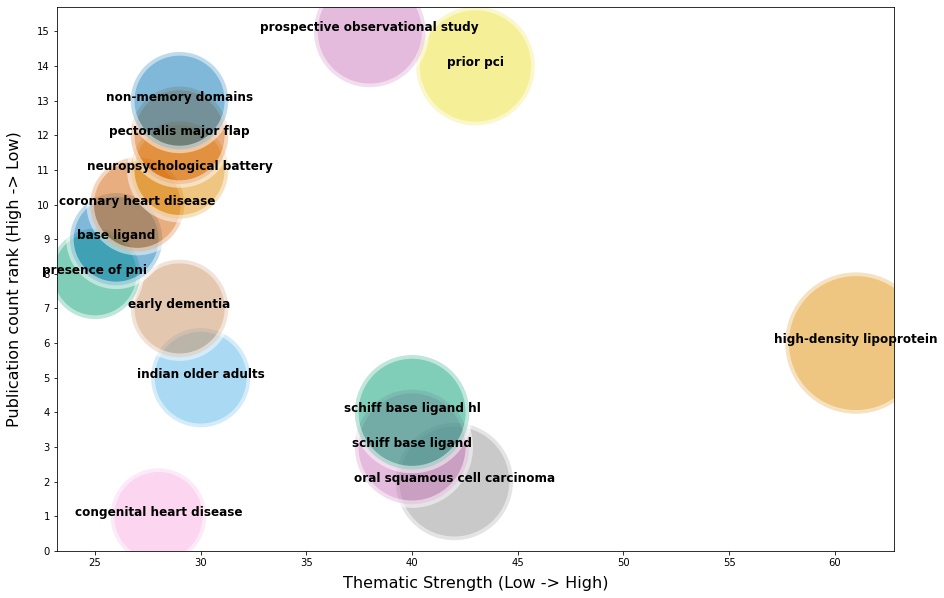 Publication count rank (High -> Low)
15
14
13
12
11
10
9
8
7
6
5
4
3
2
1
0
prospective observational study
prior pci
non-memory domains
pectoralis major flap
neuropsychological battery
coronary heart disease
base ligand
presence of pni
early dementia
high-density lipoprotein
indian older adults
schiff base ligand hl
schiff base ligand
oral squamous cell carcinoma
congenital heart disease
25 30 35 40 45 50 55 60
Thematic Strength (Low -> High)